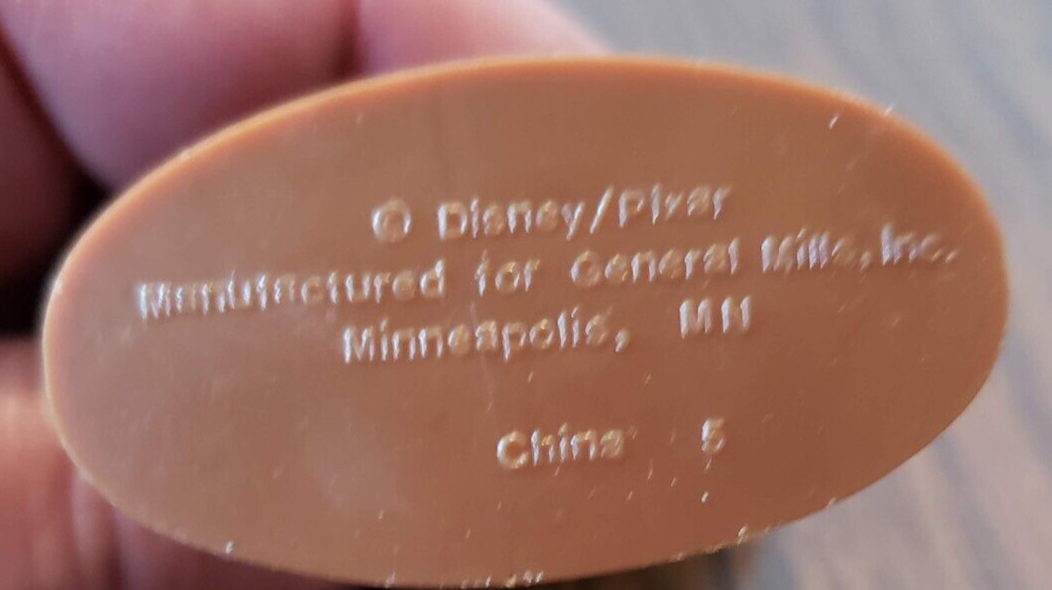 © Disney/Pixar
Manufactured for General Mills, Inc.
Minneapolis, MN
China 5